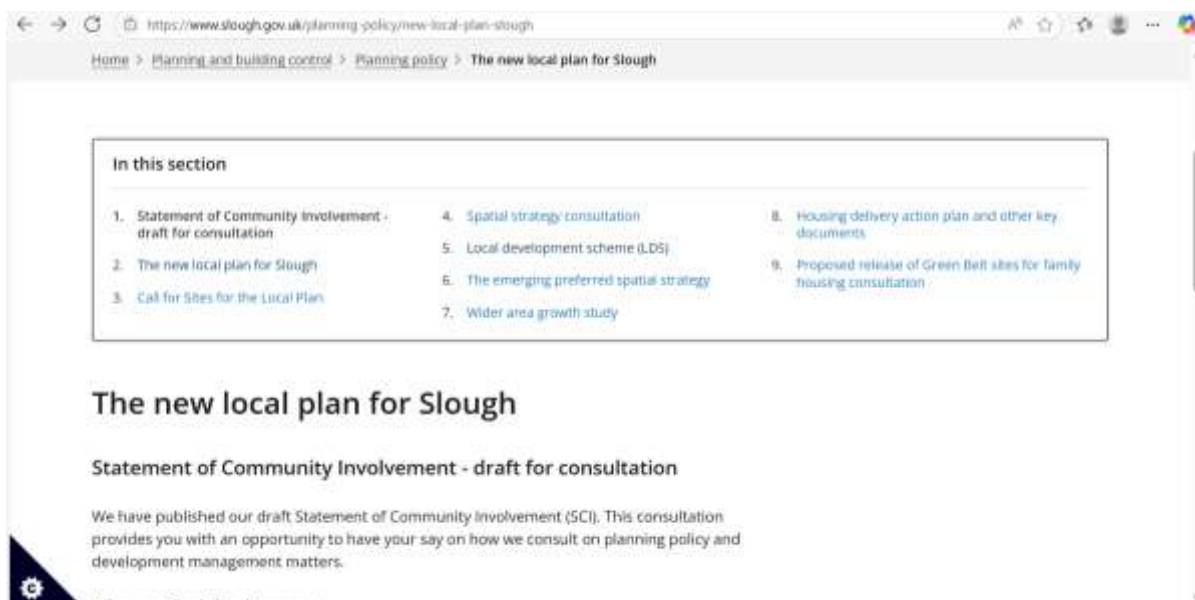 https://www.slough.gov.uk/planning-policy/new-local-plan-slough
Home > Planning and building control > Planning policy > The new local plan for Slough
In this section
1. Statement of Community Involvement -
draft for consultation
2. The new local plan for Slough
3. Call for Sites for the Local Plan
4. Spatial strategy consultation
5. Local development scheme (LDS)
6. The emerging preferred spatial strategy
7. Wider area growth study
8. Housing delivery action plan and other key
documents
9. Proposed release of Green Belt sites for family
housing consultation
The new local plan for Slough
Statement of Community Involvement - draft for consultation
We have published our draft Statement of Community Involvement (SCI). This consultation
provides you with an opportunity to have your say on how we consult on planning policy and
development management matters.